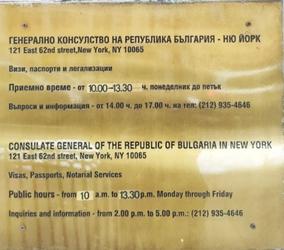 ГЕНЕРАЛНО КОНСУЛСТВО НА РЕПУБЛИКА БЪЛГАРИЯ - НЮ ЙОРК
121 East 62nd street,New York, NY 10065
Визи, паспорти и легализации
Приемно време - от 10.00-13.30 ч. понеделник до петък
Въпроси и информация - от 14.00 ч. до 17.00 ч. на тел: (212) 935-4646
CONSULATE GENERAL OF THE REPUBLIC OF BULGARIA IN NEW YORK
121 East 62nd street, New York, NY 10065
Visas, Passports, Notarial Services
Public hours - from 10 a.m. to 13.30 p.m. Monday through Friday
Inquiries and information - from 2.00 p.m. to 5.00 p.m.: (212) 935-4646